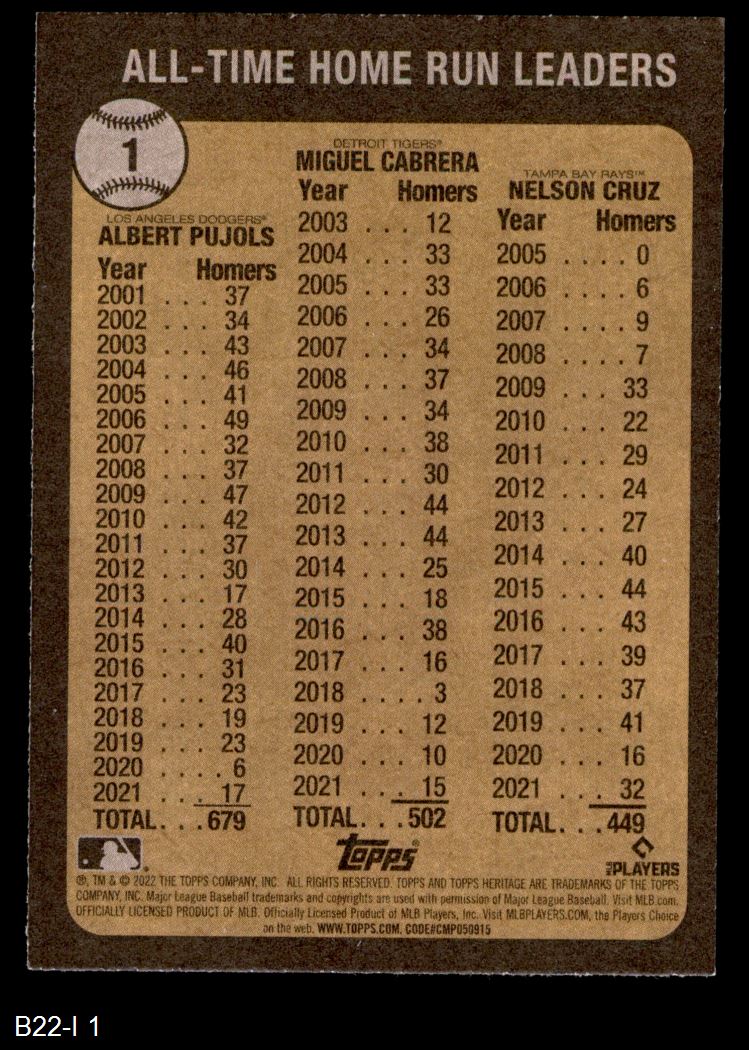 ALL-TIME HOME RUN LEADERS
1
LOS ANGELES DODGERS®
ALBERT PUJOLS
Year Homers
2001 . . . 37
2002 . . . 34
2003 . . . 43
2004 . . . 46
2005 . . . 41
2006 . . . 49
2007 . . . 32
2008 . . . 37
2009 . . . 47
2010 . . . 42
2011 . . . 37
2012 . . . 30
2013 . . . 17
2014 . . . 28
2015 . . . 40
2016 . . . 31
2017 . . . 23
2018 . . . 19
2019 . . . 23
2020 . . . . 6
2021 . . . 17
TOTAL. . .679
DETROIT TIGERS®
MIGUEL CABRERA
Year Homers
2003 . . . 12
2004 . . . 33
2005 . . . 33
2006 . . . 26
2007 . . . 34
2008 . . . 37
2009 . . . 34
2010 . . . 38
2011 . . . 30
2012 . . . 44
2013 . . . 44
2014 . . . 25
2015 . . . 18
2016 . . . 38
2017 . . . 16
2018 . . . . 3
2019 . . . 12
2020 . . . 10
2021 . . . 15
TOTAL. . .502
TAMPA BAY RAYS™
NELSON CRUZ
Year Homers
2005 . . . . 0
2006 . . . . 6
2007 . . . . 9
2008 . . . . 7
2009 . . . 33
2010 . . . 22
2011 . . . 29
2012 . . . 24
2013 . . . 27
2014 . . . 40
2015 . . . 44
2016 . . . 43
2017 . . . 39
2018 . . . 37
2019 . . . 41
2020 . . . 16
2021 . . . 32
TOTAL. . .449
Topps®
MLB PLAYERS
®, TM & © 2022 THE TOPPS COMPANY, INC. ALL RIGHTS RESERVED. TOPPS AND TOPPS HERITAGE ARE TRADEMARKS OF THE TOPPS
COMPANY, INC. Major League Baseball trademarks and copyrights are used with permission of Major League Baseball. Visit MLB.com.
OFFICIALLY LICENSED PRODUCT OF MLB. Officially Licensed Product of MLB Players, Inc. Visit MLBPLAYERS.COM, the Players Choice
on the web. WWW.TOPPS.COM. CODE#CMP050915
B22-I 1